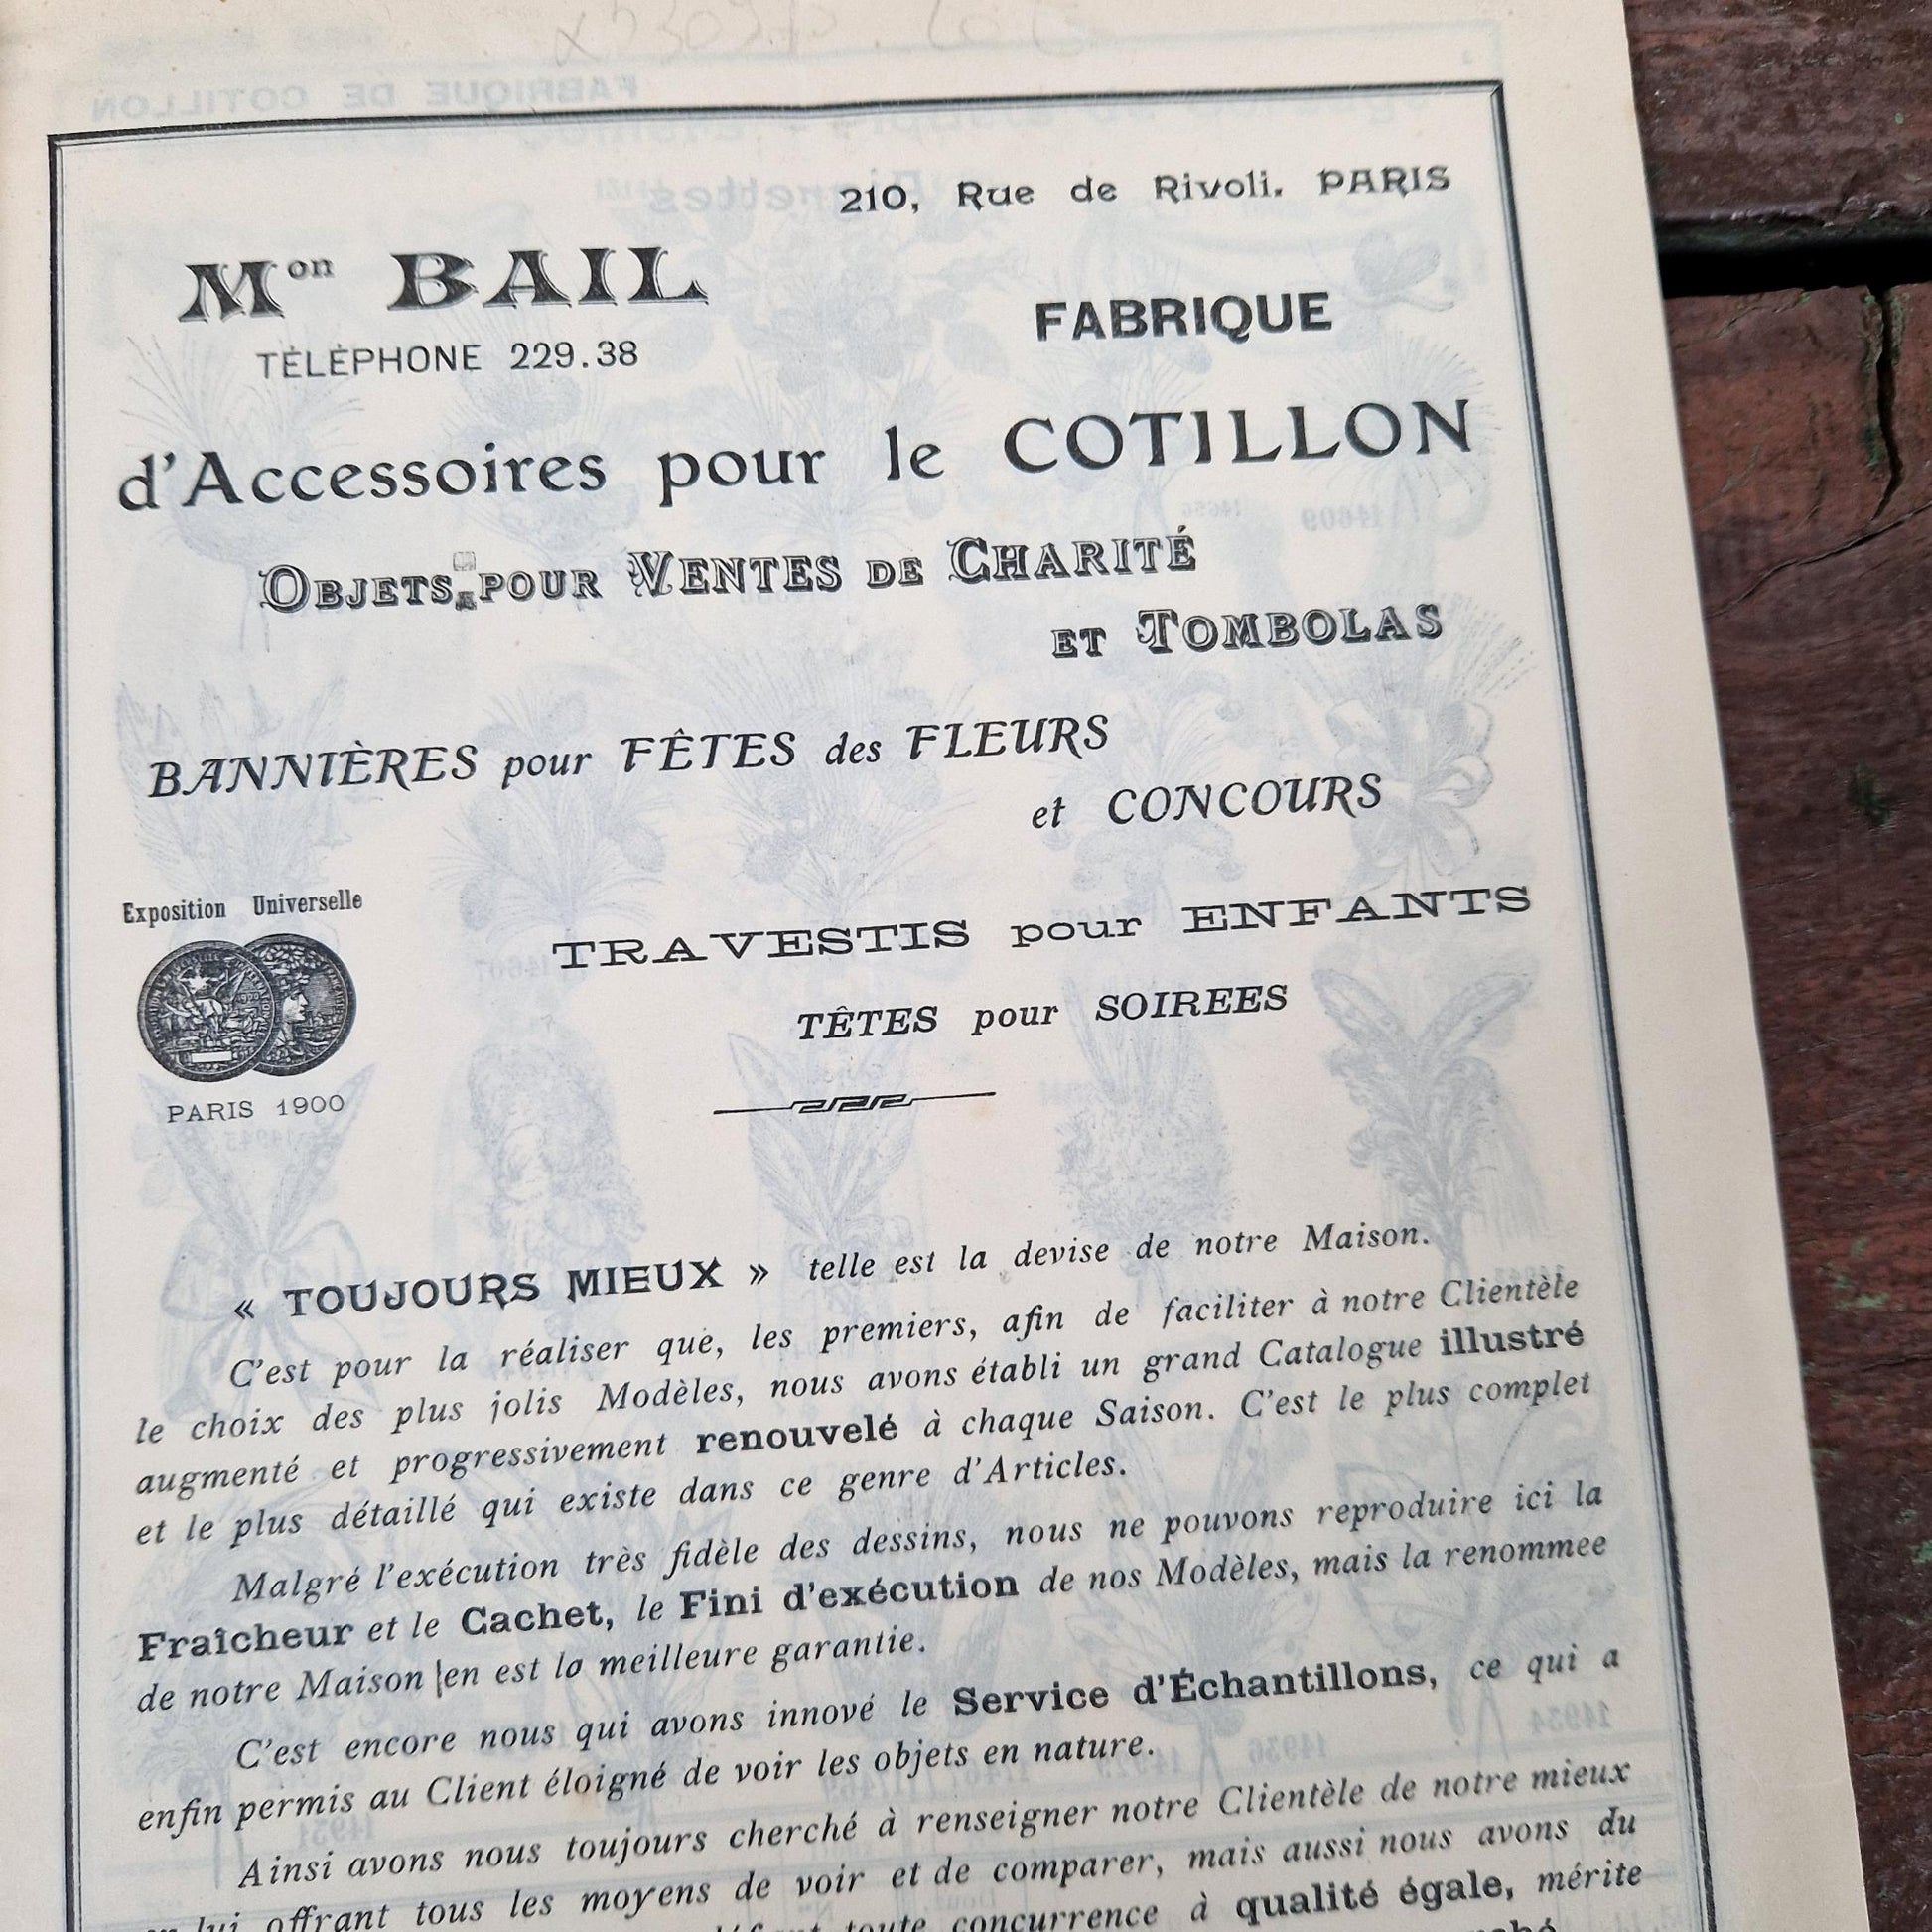 210, Rue de Rivoli. PARIS
Mon BAIL
TÉLÉPHONE 229.38
FABRIQUE
d'Accessoires pour le COTILLON
OBJETS POUR VENTES DE CHARITÉ
ET TOMBOLAS
BANNIÈRES pour FÊTES des FLEURS
et CONCOURS
Exposition Universelle
PARIS 1900
TRAVESTIS pour ENFANTS
TÊTES pour SOIREES
« TOUJOURS MIEUX » telle est la devise de notre Maison.
C'est pour la réaliser que, les premiers, afin de faciliter à notre Clientèle
le choix des plus jolis Modèles, nous avons établi un grand Catalogue illustré
augmenté et progressivement renouvelé à chaque Saison. C'est le plus complet
et le plus détaillé qui existe dans ce genre d'Articles.
Malgré l'exécution très fidèle des dessins, nous ne pouvons reproduire ici la
Fraîcheur et le Cachet, le Fini d'exécution de nos Modèles, mais la renommee
de notre Maison en est la meilleure garantie.
C'est encore nous qui avons innové le Service d'Échantillons, ce qui a
enfin permis au Client éloigné de voir les objets en nature.
Ainsi avons nous toujours cherché à renseigner notre Clientèle de notre mieux
lui offrant tous les moyens de voir et de comparer, mais aussi nous avons du
toute concurrence à qualité égale, mérite